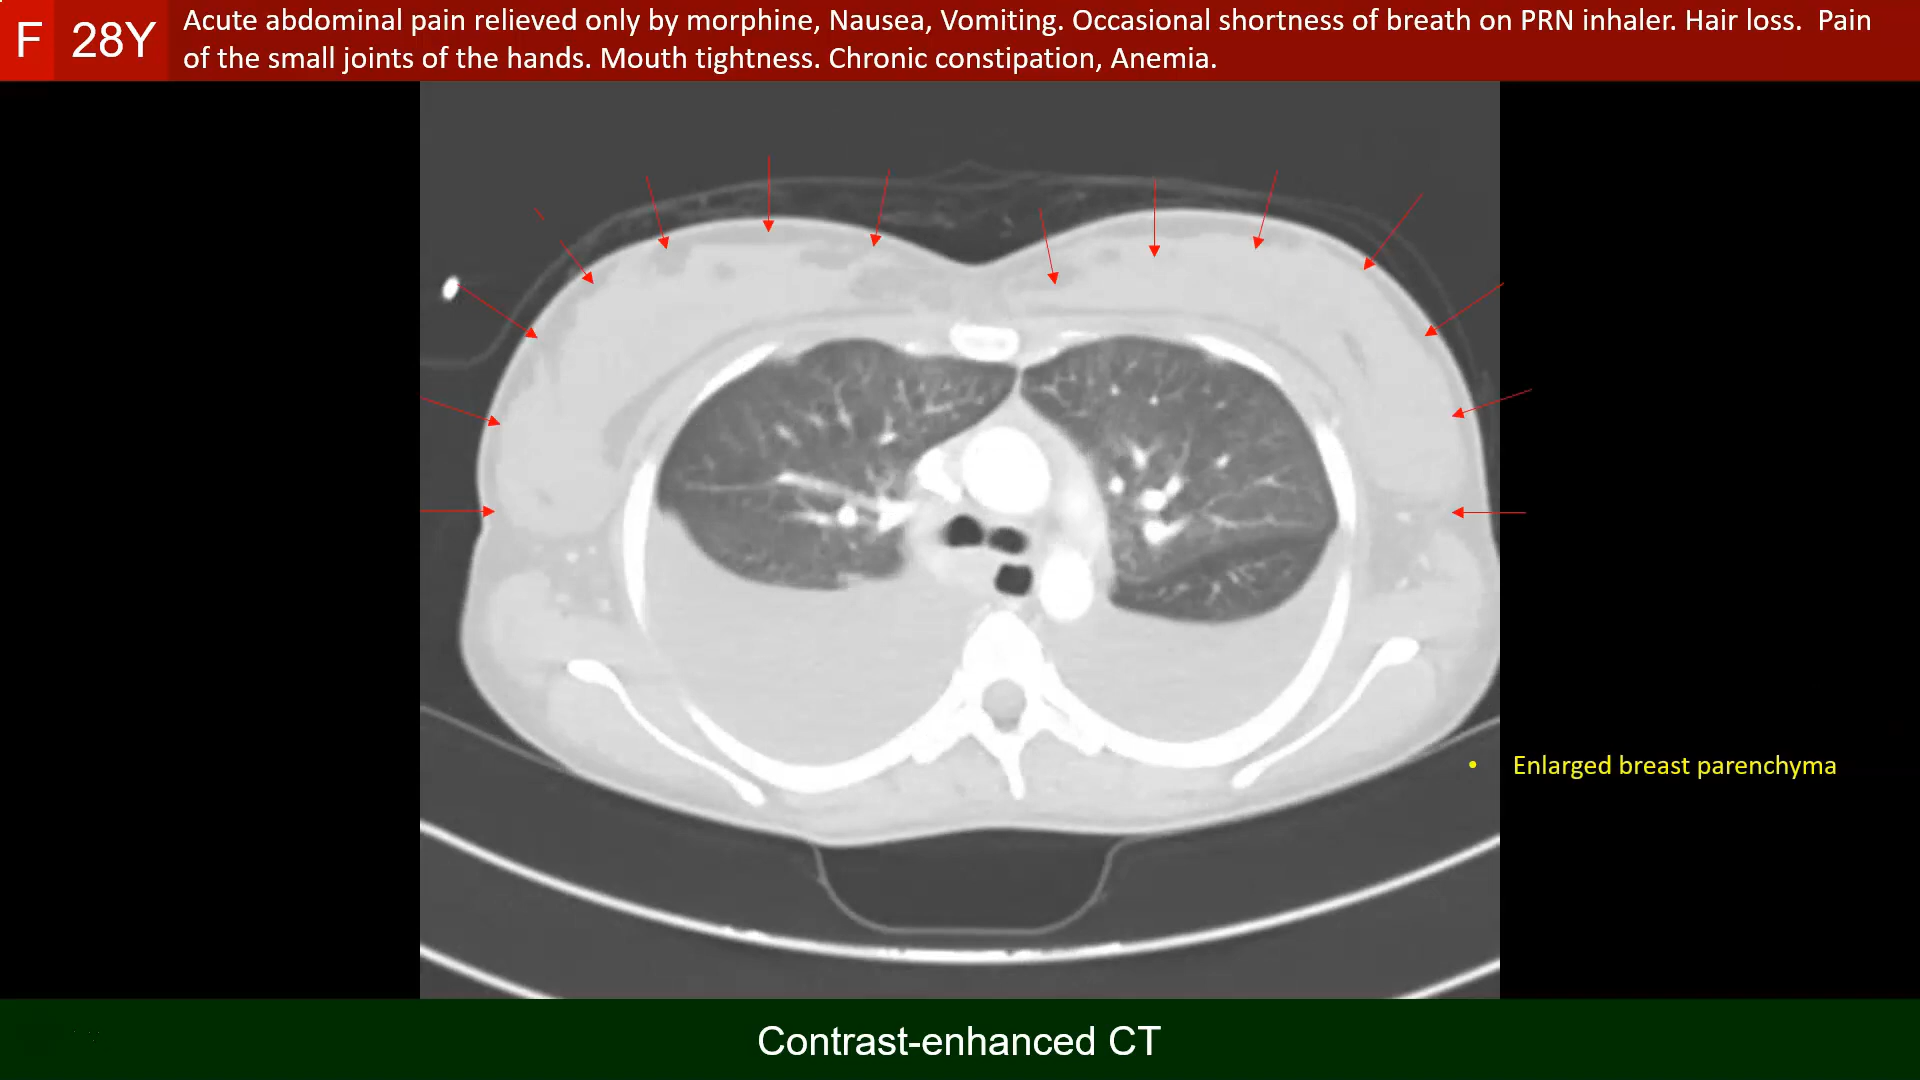 F 28Y
Acute abdominal pain relieved only by morphine, Nausea, Vomiting. Occasional shortness of breath on PRN inhaler. Hair loss.  Pain
of the small joints of the hands. Mouth tightness. Chronic constipation, Anemia.
• Enlarged breast parenchyma
Contrast-enhanced CT